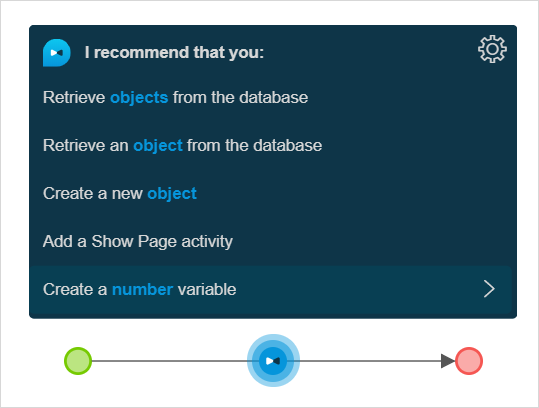 I recommend that you:
Retrieve objects from the database
Retrieve an object from the database
Create a new object
Add a Show Page activity
Create a number variable